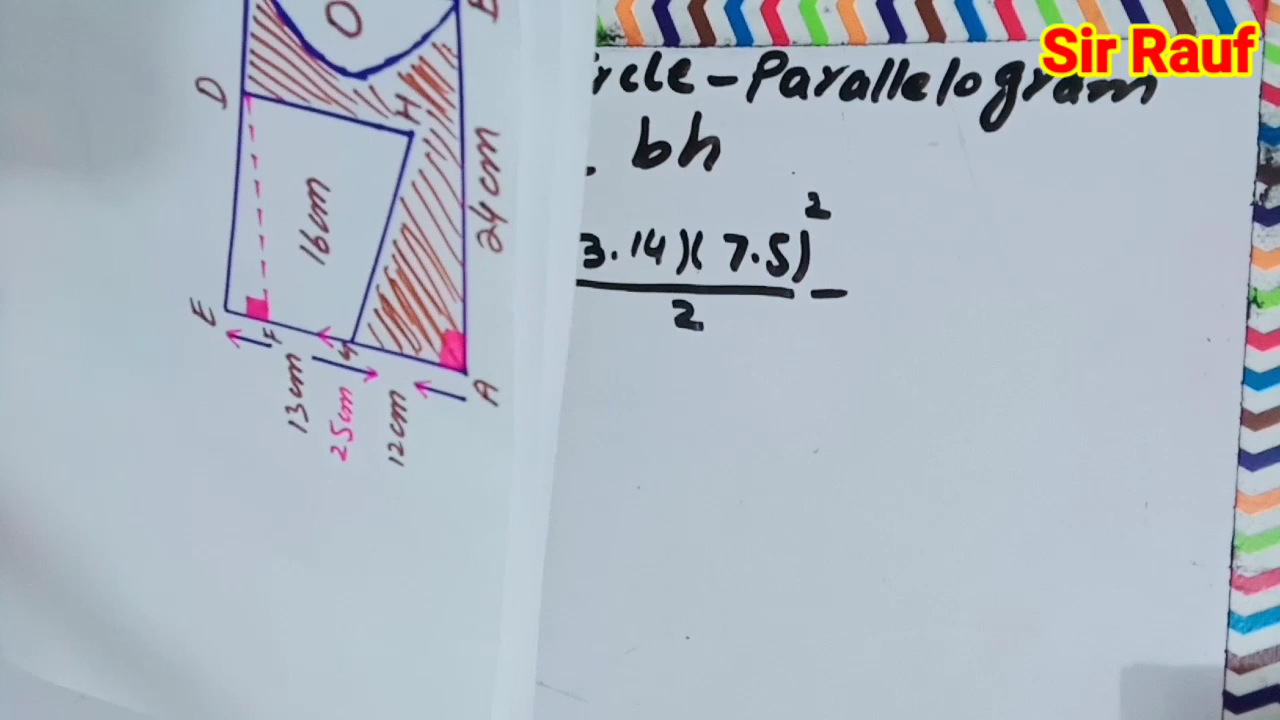 Sir Rauf
rcle - Parallelogram
. bh
3.14)(7.5)² -
2
O
B
D
H
24cm
16cm
E
F
G
A
13cm
25cm
12cm